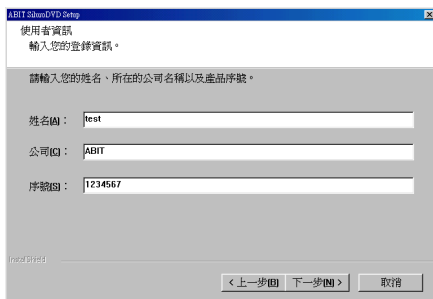 ABIT SiluroDVD Setup
使用者資訊
輸入您的登錄資訊。
請輸入您的姓名、所在的公司名稱以及產品序號。
姓名(A)：
test
公司(C)：
ABIT
序號(S)：
1234567
InstallShield
< 上一步(B)
下一步(N) >
取消